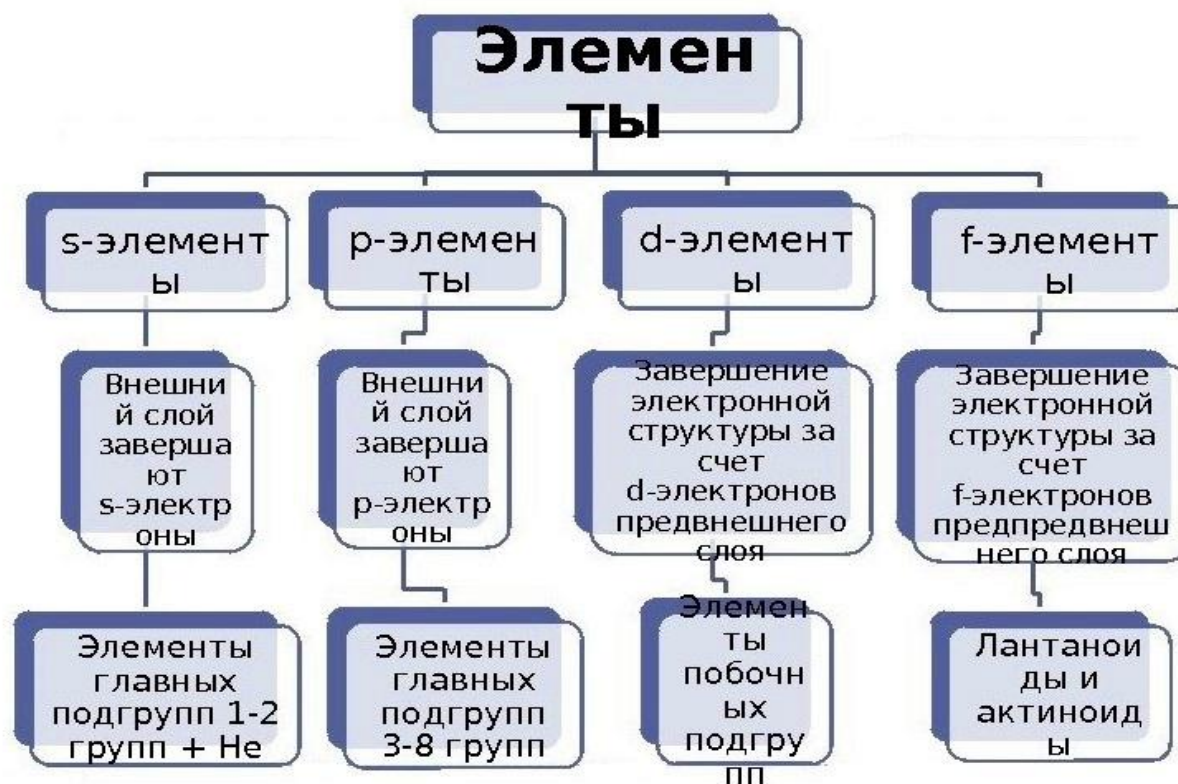 Элемен
ты
s-элемент
ы
p-элемен
ты
d-элемент
ы
f-элемент
ы
Внешни
й слой
заверша
ют
s-электр
оны
Внешни
й слой
заверша
ют
p-электр
оны
Завершение
электронной
структуры за
счет
d-электронов
предвнешнего
слоя
Завершение
электронной
структуры за
счет
f-электронов
предпредвнеш
него слоя
Элементы
главных
подгрупп 1-2
групп + Не
Элементы
главных
подгрупп
3-8 групп
Элемен
ты
побочн
ых
подгру
пп
Лантанои
ды и
актиноид
ы